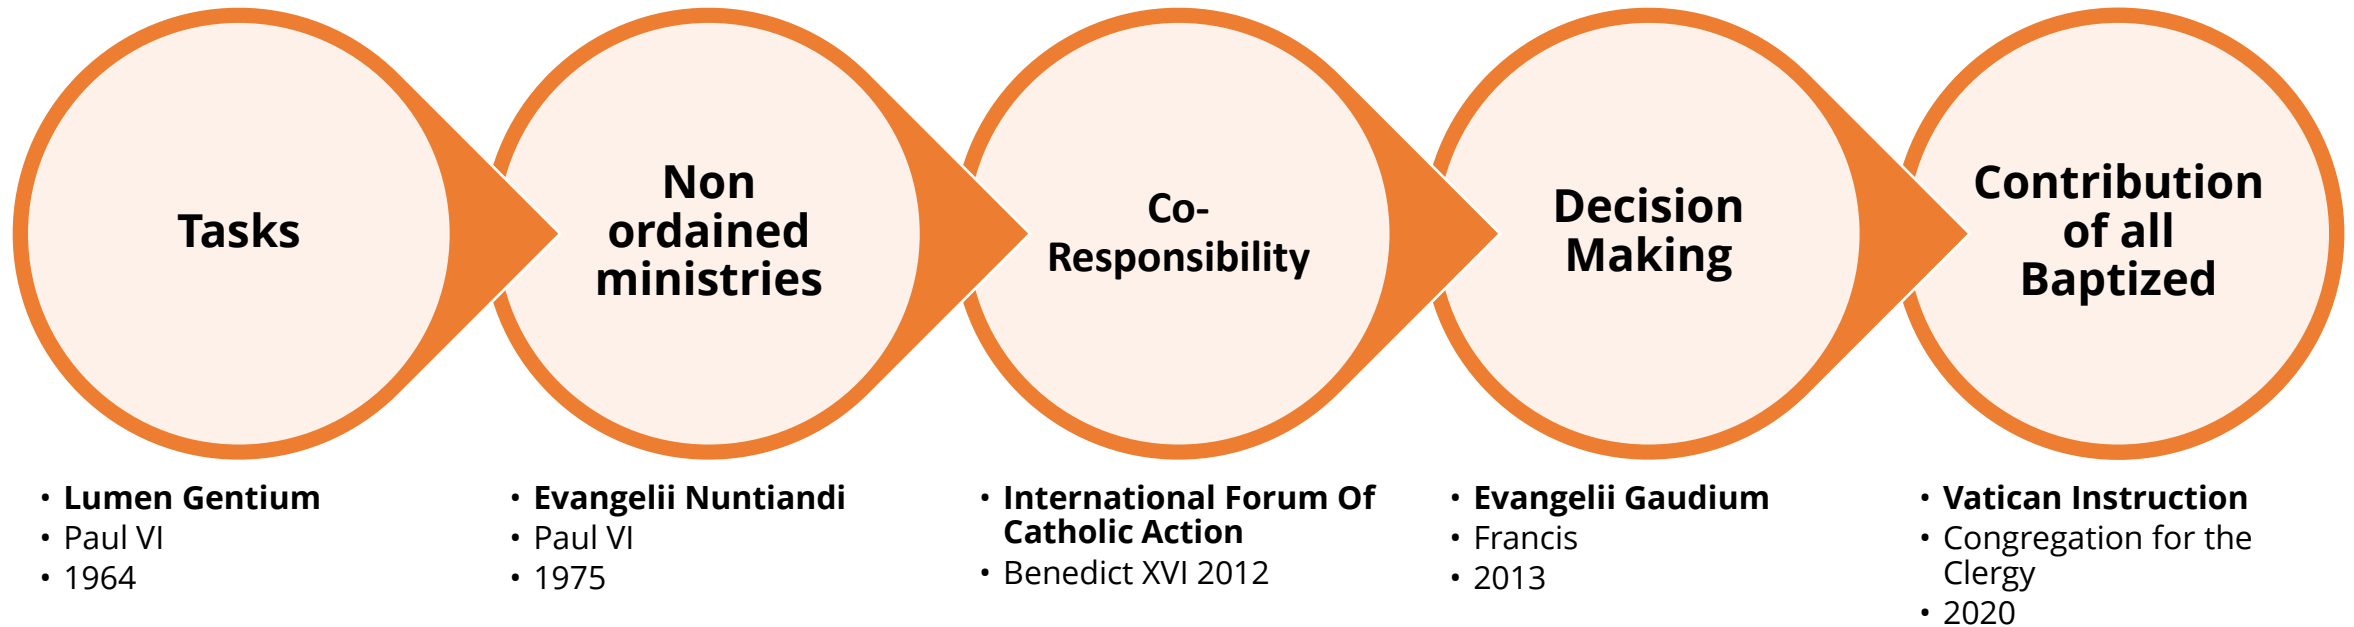 Tasks
Non
ordained
ministries
Co-
Responsibility
Decision
Making
Contribution
of all
Baptized
• Lumen Gentium
• Paul VI
• 1964
• Evangelii Nuntiandi
• Paul VI
• 1975
• International Forum Of
Catholic Action
• Benedict XVI 2012
• Evangelii Gaudium
• Francis
• 2013
• Vatican Instruction
• Congregation for the
Clergy
• 2020